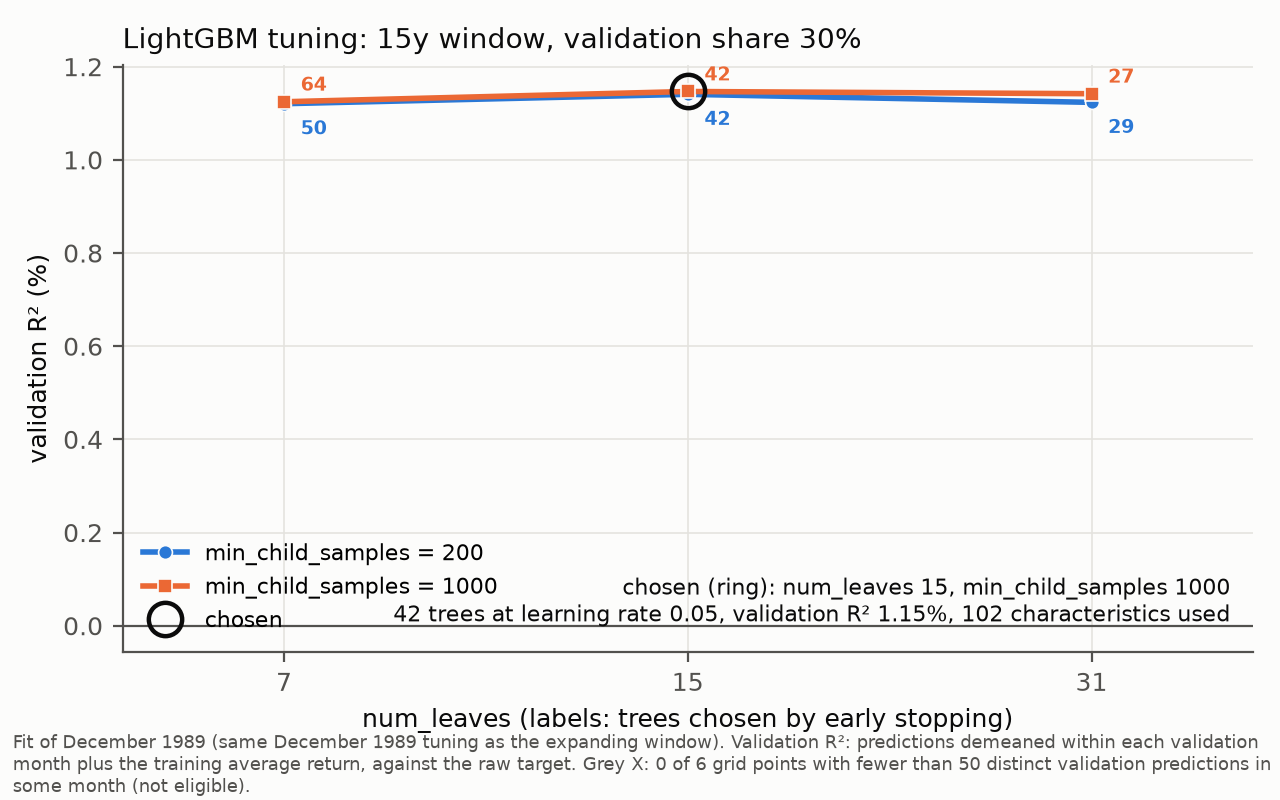 LightGBM tuning: 15y window, validation share 30%
1.2
1.0
0.8
0.6
0.4
0.2
0.0
validation R² (%)
64
50
42
42
27
29
min_child_samples = 200
min_child_samples = 1000
chosen
chosen (ring): num_leaves 15, min_child_samples 1000
42 trees at learning rate 0.05, validation R² 1.15%, 102 characteristics used
7
15
31
num_leaves (labels: trees chosen by early stopping)
Fit of December 1989 (same December 1989 tuning as the expanding window). Validation R²: predictions demeaned within each validation
month plus the training average return, against the raw target. Grey X: 0 of 6 grid points with fewer than 50 distinct validation predictions in
some month (not eligible).